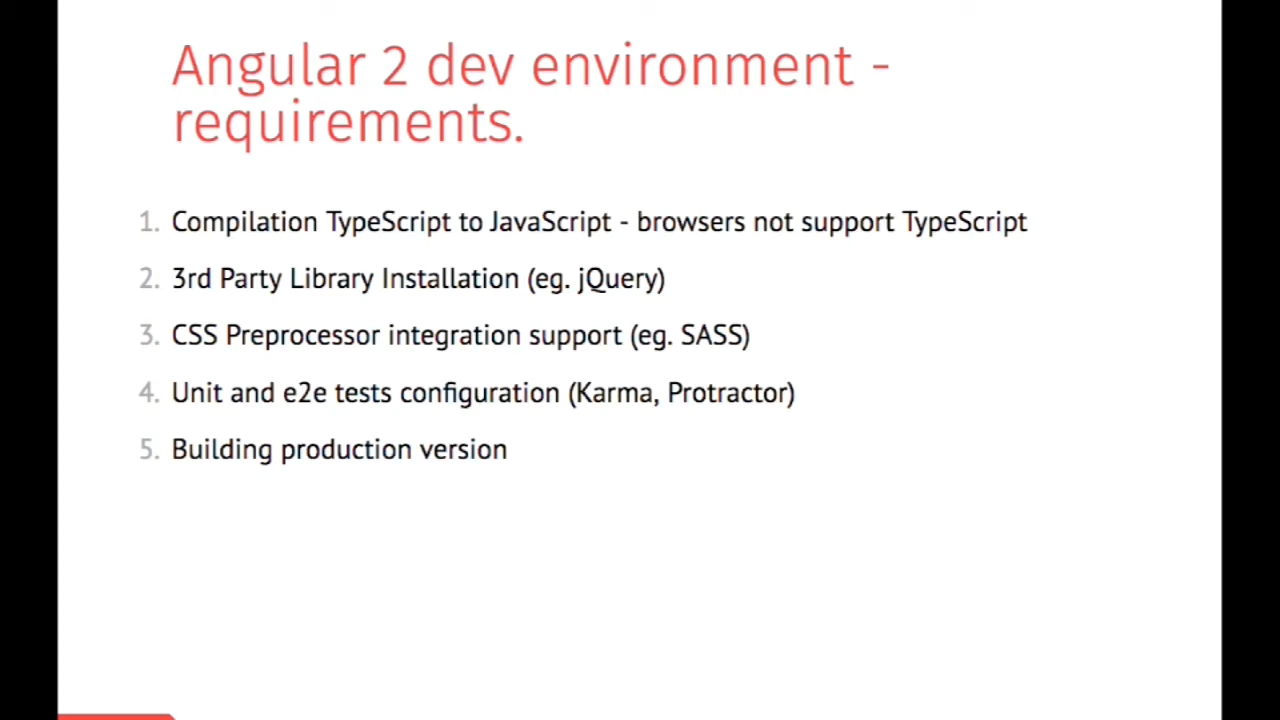 Angular 2 dev environment -
requirements.
1. Compilation TypeScript to JavaScript - browsers not support TypeScript
2. 3rd Party Library Installation (eg. jQuery)
3. CSS Preprocessor integration support (eg. SASS)
4. Unit and e2e tests configuration (Karma, Protractor)
5. Building production version